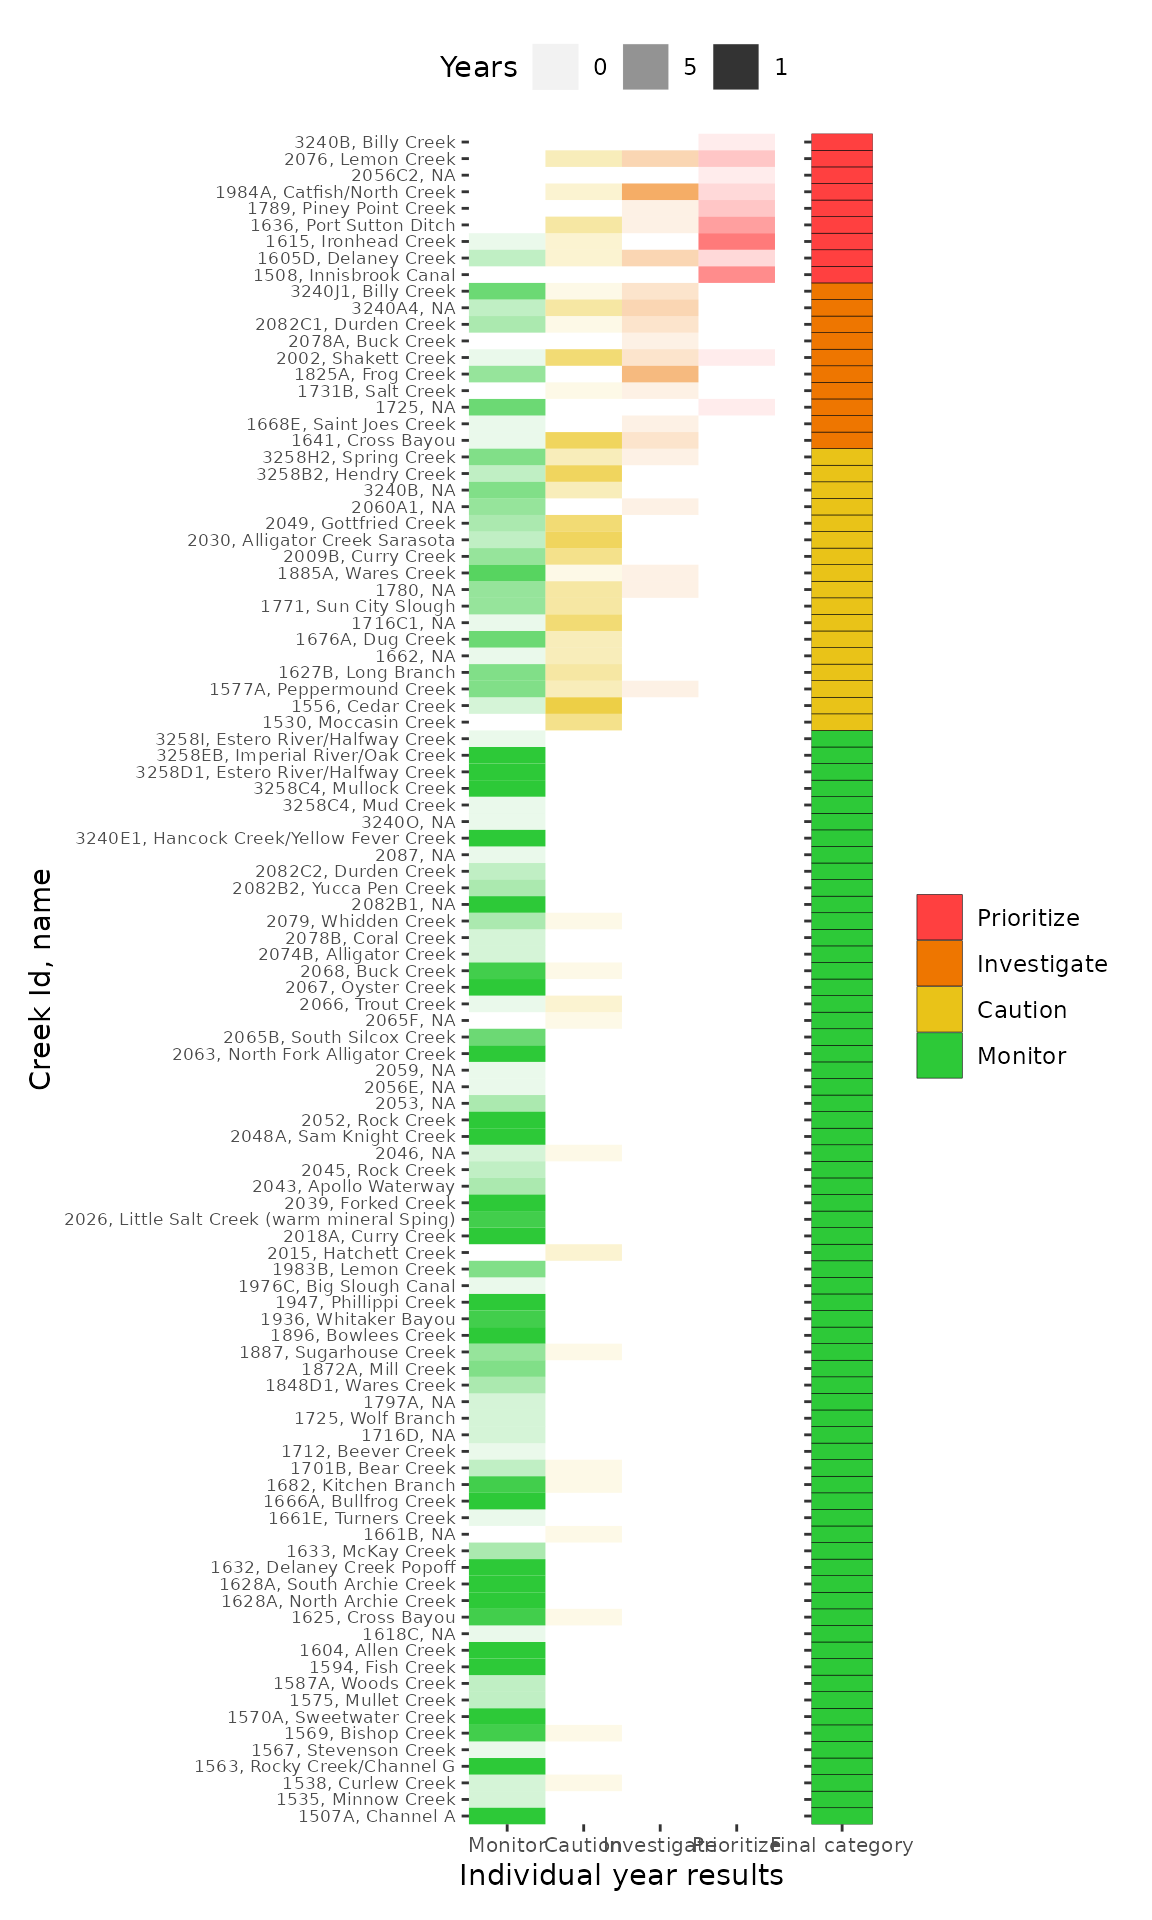 Years 0 5 1
3240B, Billy Creek
2076, Lemon Creek
2056C2, NA
1984A, Catfish/North Creek
1789, Piney Point Creek
1636, Port Sutton Ditch
1615, Ironhead Creek
1605D, Delaney Creek
1508, Innisbrook Canal
3240J1, Billy Creek
3240A4, NA
2082C1, Durden Creek
2078A, Buck Creek
2002, Shakett Creek
1825A, Frog Creek
1731B, Salt Creek
1725, NA
1668E, Saint Joes Creek
1641, Cross Bayou
3258H2, Spring Creek
3258B2, Hendry Creek
3240B, NA
2060A1, NA
2049, Gottfried Creek
2030, Alligator Creek Sarasota
2009B, Curry Creek
1885A, Wares Creek
1780, NA
1771, Sun City Slough
1716C1, NA
1676A, Dug Creek
1662, NA
1627B, Long Branch
1577A, Peppermound Creek
1556, Cedar Creek
1530, Moccasin Creek
3258I, Estero River/Halfway Creek
3258EB, Imperial River/Oak Creek
3258D1, Estero River/Halfway Creek
3258C4, Mullock Creek
3258C4, Mud Creek
3240O, NA
3240E1, Hancock Creek/Yellow Fever Creek
2087, NA
2082C2, Durden Creek
2082B2, Yucca Pen Creek
2082B1, NA
2079, Whidden Creek
2078B, Coral Creek
2074B, Alligator Creek
2068, Buck Creek
2067, Oyster Creek
2066, Trout Creek
2065F, NA
2065B, South Silcox Creek
2063, North Fork Alligator Creek
2059, NA
2056E, NA
2053, NA
2052, Rock Creek
2048A, Sam Knight Creek
2046, NA
2045, Rock Creek
2043, Apollo Waterway
2039, Forked Creek
2026, Little Salt Creek (warm mineral Sping)
2018A, Curry Creek
2015, Hatchett Creek
1983B, Lemon Creek
1976C, Big Slough Canal
1947, Phillippi Creek
1936, Whitaker Bayou
1896, Bowlees Creek
1887, Sugarhouse Creek
1872A, Mill Creek
1848D1, Wares Creek
1797A, NA
1725, Wolf Branch
1716D, NA
1712, Beever Creek
1701B, Bear Creek
1682, Kitchen Branch
1666A, Bullfrog Creek
1661E, Turners Creek
1661B, NA
1633, McKay Creek
1632, Delaney Creek Popoff
1628A, South Archie Creek
1628A, North Archie Creek
1625, Cross Bayou
1618C, NA
1604, Allen Creek
1594, Fish Creek
1587A, Woods Creek
1575, Mullet Creek
1570A, Sweetwater Creek
1569, Bishop Creek
1567, Stevenson Creek
1563, Rocky Creek/Channel G
1538, Curlew Creek
1535, Minnow Creek
1507A, Channel A
Creek Id, name
Monitor Caution Investigate Prioritize Final category
Individual year results
Prioritize
Investigate
Caution
Monitor